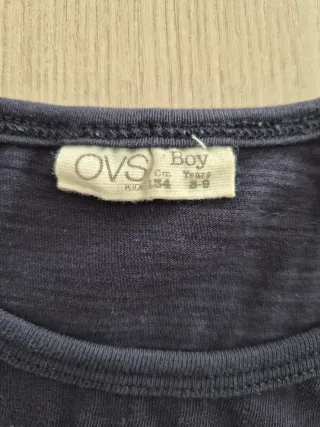 OVS Boy
KIDS Cm Years
134 8-9